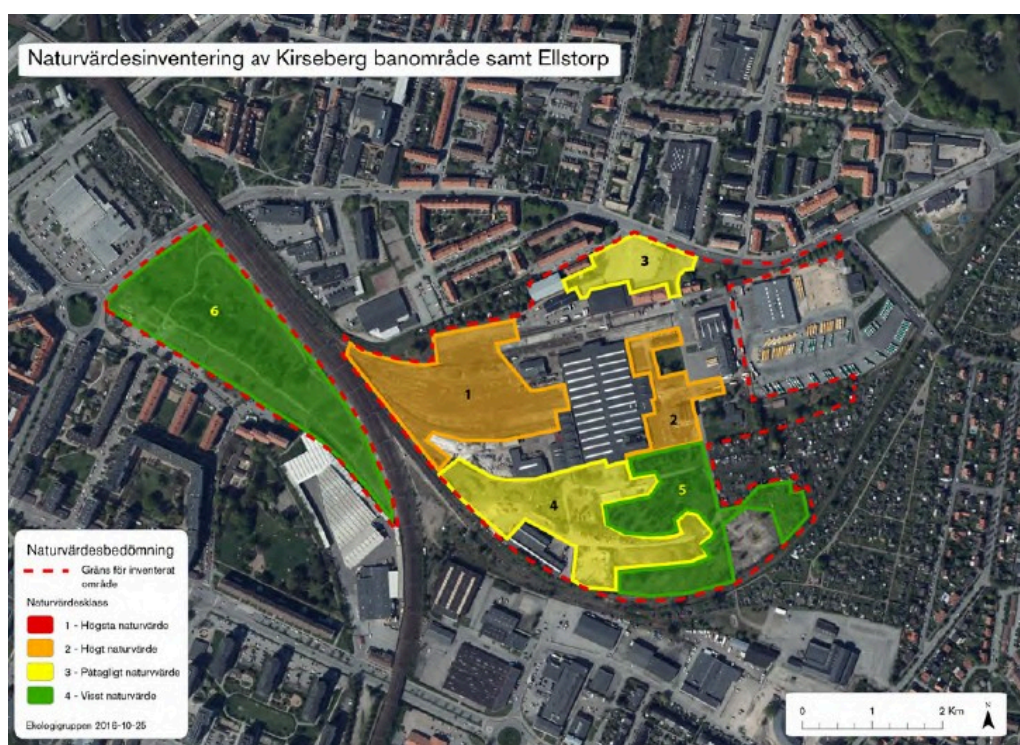 Naturvärdesinventering av Kirseberg banområde samt Ellstorp
6
3
1
2
5
4
Naturvärdesbedömning
Gräns för inventerat
område
Naturvärdesklass
1 - Högsta naturvärde
2 - Högt naturvärde
3 - Påtagligt naturvärde
4 - Visst naturvärde
Ekologigruppen 2016-10-25
0 1 2 Km
N